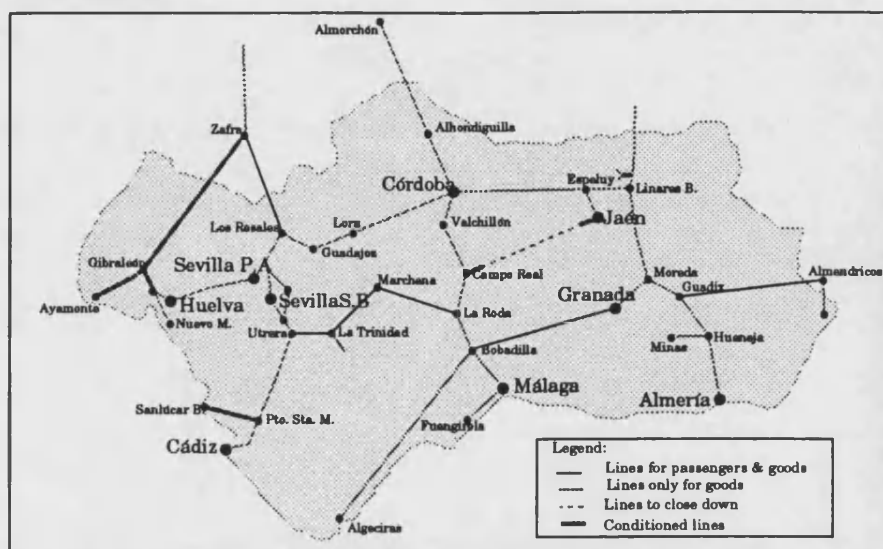 Almorchón
Zafra
Alhondiguilla
Córdoba
Espeluy
Linares B.
Los Rosales
Lora
Valchillón
Jaén
Guadajoz
Gibraleón
Sevilla P.A
Marchena
Campo Real
Moreda
Almendricos
Ayamonte
Huelva
Sevilla S.B
Granada
Guadix
Nuevo M.
La Roda
Utrera
La Trinidad
Bobadilla
Minas
Hueneja
Málaga
Almería
Sanlúcar B
Pto. Sta. M.
Fuengirola
Cádiz
Algeciras
Legend:
Lines for passengers & goods
Lines only for goods
Lines to close down
Conditioned lines